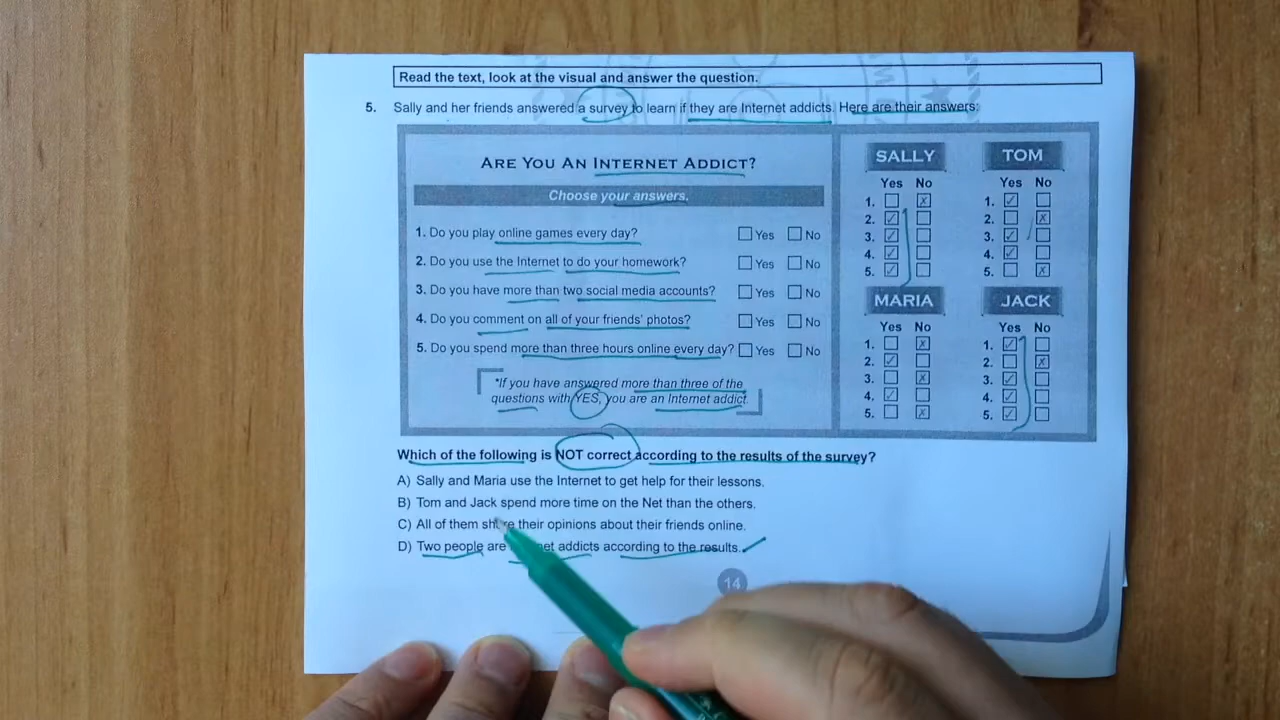 Read the text, look at the visual and answer the question.
5. Sally and her friends answered a survey to learn if they are Internet addicts. Here are their answers:
ARE YOU AN INTERNET ADDICT?
Choose your answers.
1. Do you play online games every day? Yes No
2. Do you use the Internet to do your homework? Yes No
3. Do you have more than two social media accounts? Yes No
4. Do you comment on all of your friends' photos? Yes No
5. Do you spend more than three hours online every day? Yes No
*If you have answered more than three of the
questions with YES, you are an Internet addict.
SALLY
Yes No
1.
2.
3.
4.
5.
TOM
Yes No
1.
2.
3.
4.
5.
MARIA
Yes No
1.
2.
3.
4.
5.
JACK
Yes No
1.
2.
3.
4.
5.
Which of the following is NOT correct according to the results of the survey?
A) Sally and Maria use the Internet to get help for their lessons.
B) Tom and Jack spend more time on the Net than the others.
C) All of them share their opinions about their friends online.
D) Two people are Internet addicts according to the results.
14